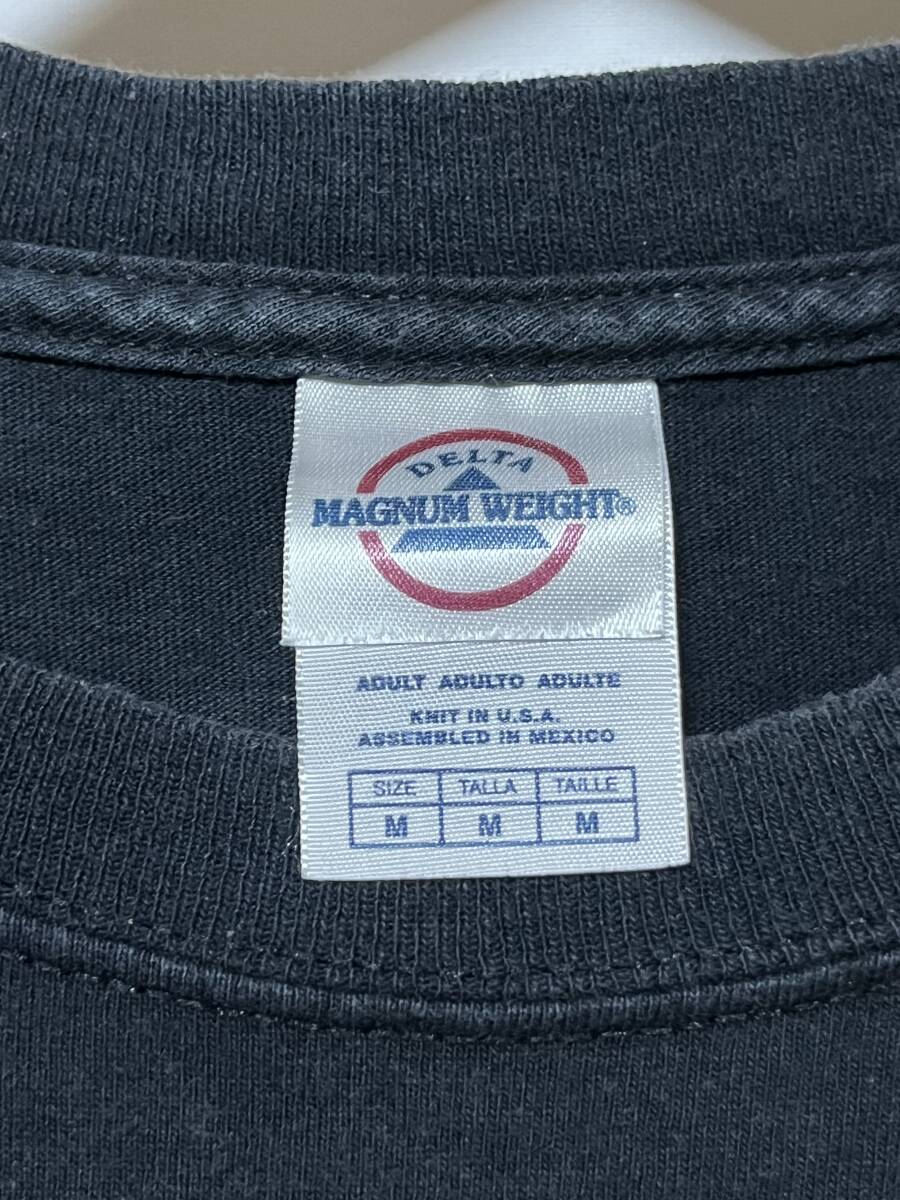 DELTA
MAGNUM WEIGHT®
ADULT ADULTO ADULTE
KNIT IN U.S.A.
ASSEMBLED IN MEXICO
SIZE TALLA TAILLE
M M M